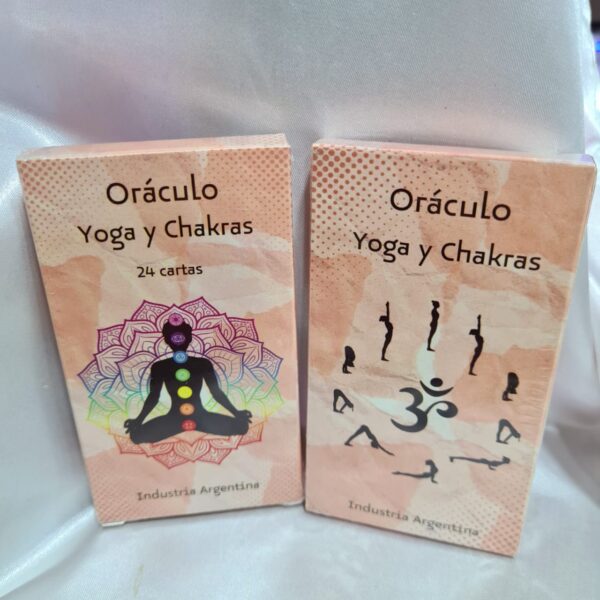 Oráculo
Yoga y Chakras
24 cartas
Industria Argentina
Oráculo
Yoga y Chakras
ॐ
Industria Argentina